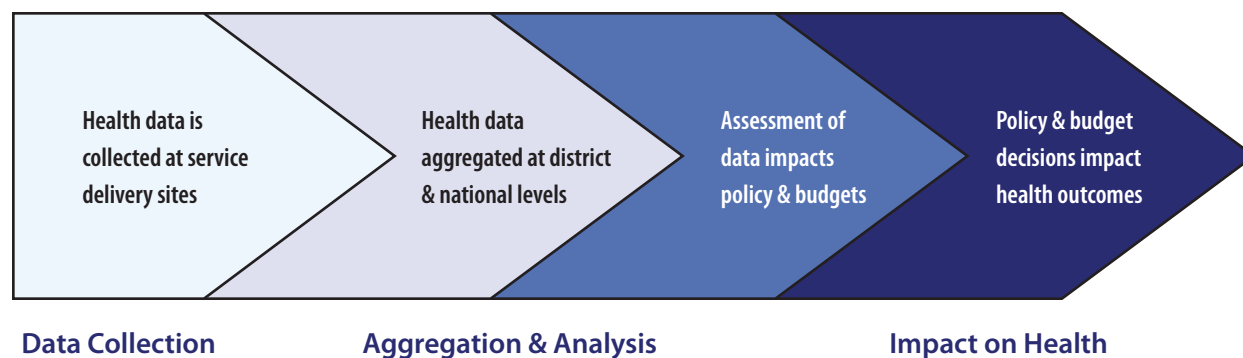 Health data is
collected at service
delivery sites
Health data
aggregated at district
& national levels
Assessment of
data impacts
policy & budgets
Policy & budget
decisions impact
health outcomes
Data Collection
Aggregation & Analysis
Impact on Health